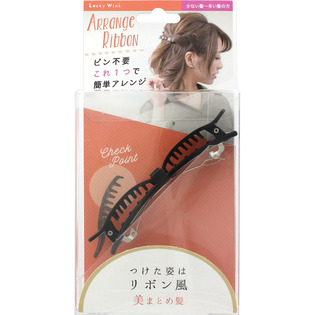 Lucky Wink
少ない髪〜多い髪の方
ARRANGE
RIBBON
ピン不要
これ1つで
簡単アレンジ
Check
Point
つけた姿は
リボン風
美まとめ髪